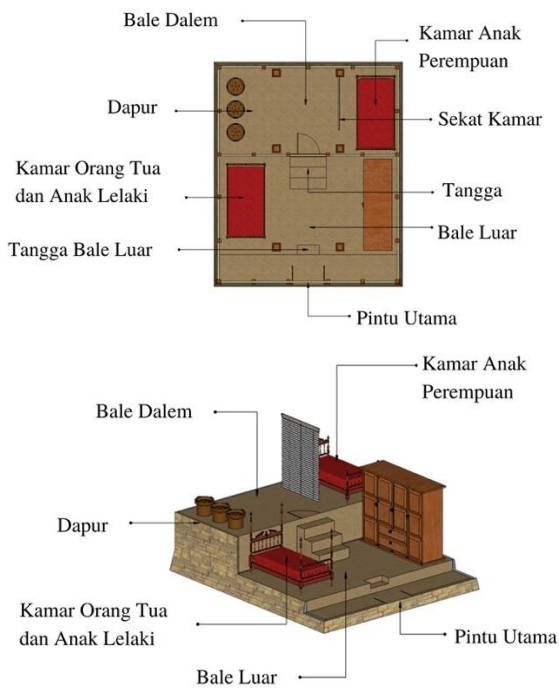 Bale Dalem
Kamar Anak
Perempuan
Dapur
Sekat Kamar
Kamar Orang Tua
dan Anak Lelaki
Tangga
Bale Luar
Tangga Bale Luar
Pintu Utama
Kamar Anak
Perempuan
Bale Dalem
Dapur
Kamar Orang Tua
dan Anak Lelaki
Pintu Utama
Bale Luar